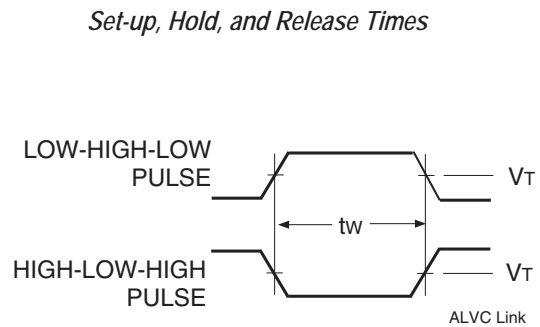 Set-up, Hold, and Release Times
LOW-HIGH-LOW
PULSE
VT
tW
HIGH-LOW-HIGH
PULSE
VT
ALVC Link